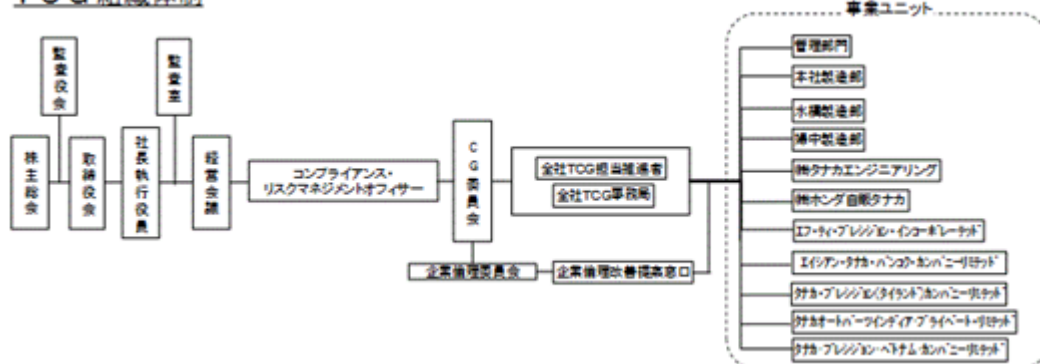 TCG組織体制
事業ユニット
監査役会
監査室
株主総会
取締役会
社長執行役員
経営会議
コンプライアンス・
リスクマネジメントオフィサー
CG委員会
全社TCG担当推進者
全社TCG事務局
企業倫理委員会
企業倫理改善提案窓口
管理部門
本社製造部
水橋製造部
婦中製造部
㈱タナカエンジニアリング
㈱ホンダ自販タナカ
エフ・ティ・プレシジョン・インコーポレーテッド
エイシアン・タナカ・バンコク・カンパニーリミテッド
タナカ・プレシジョン(タイランド)カンパニーリミテッド
タナカオートパーツインディア・プライベート・リミテッド
タナカ・プレシジョン・ベトナム・カンパニーリミテッド